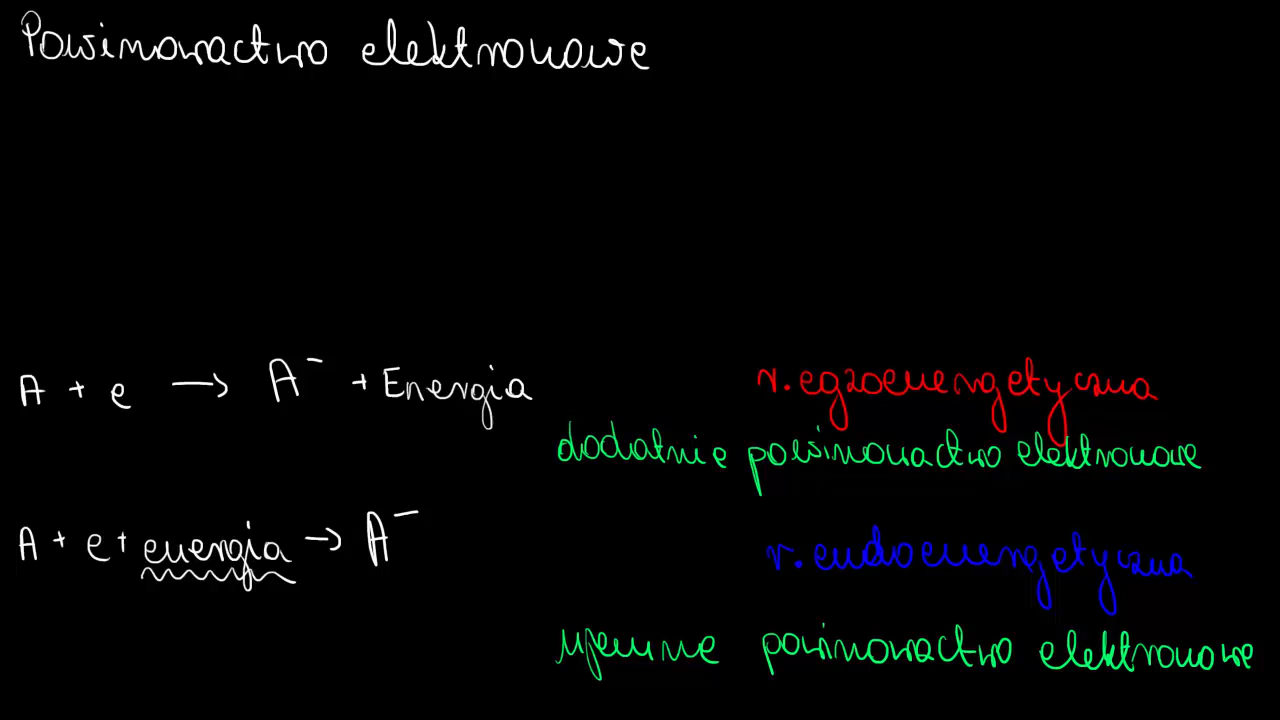 Powinowactwo elektronowe
A + e → A⁻ + Energia
r. egzoenergetyczna
dodatnie powinowactwo elektronowe
A + e + energia → A⁻
r. endoenergetyczna
ujemne powinowactwo elektronowe